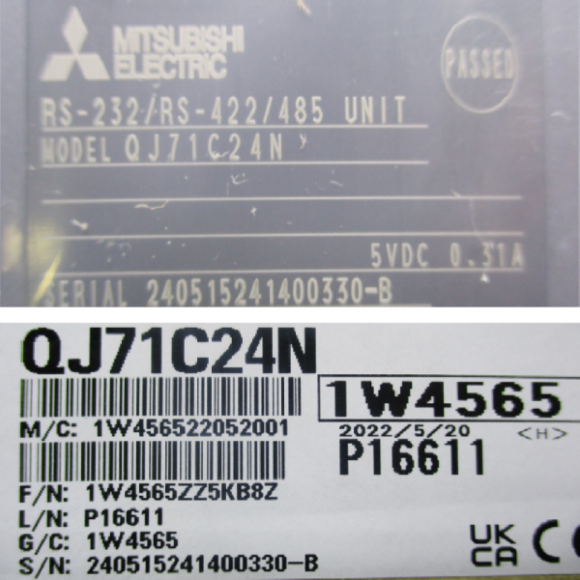 MITSUBISHI
ELECTRIC
PASSED
RS-232/RS-422/485 UNIT
MODEL QJ71C24N
5VDC 0.31A
SERIAL 240515241400330-B
QJ71C24N
1W4565
M/C: 1W456522052001
2022/5/20 <H>
P16611
F/N: 1W4565ZZ5KB8Z
L/N: P16611
G/C: 1W4565
S/N: 240515241400330-B
UK
CA
C